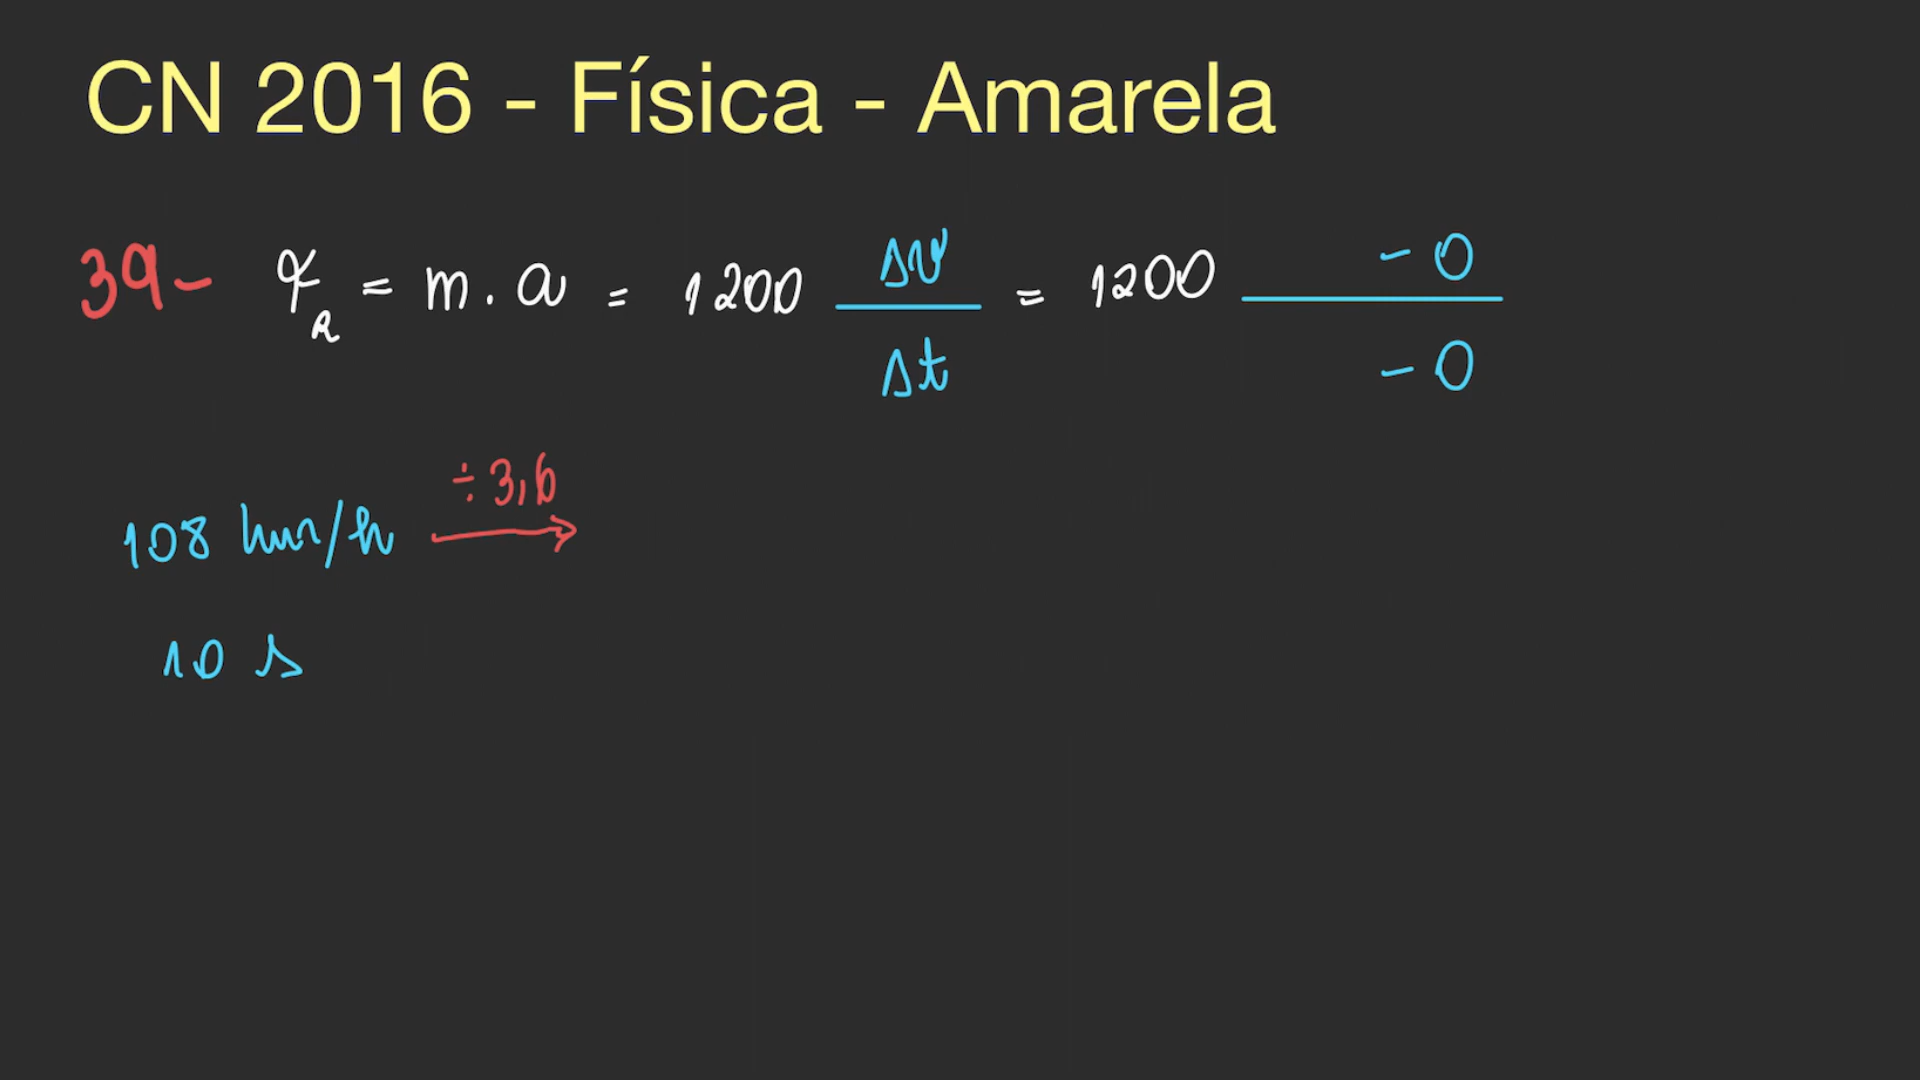 CN 2016 - Física - Amarela
39- F_R = m . a = 1200 Δv/Δt = 1200 - 0/- 0
÷ 3,6
108 km/h →
10 s